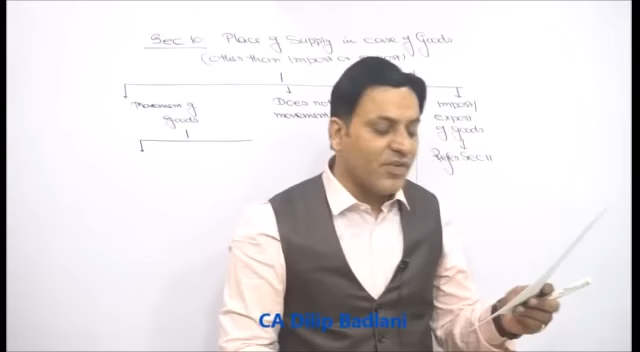 Sec 10 Place of Supply in case of Goods
(other than Import or
Movement of
Goods
Does not
movement
Import/
export
of Goods
Refer Sec 11
CA Dilip Badlani